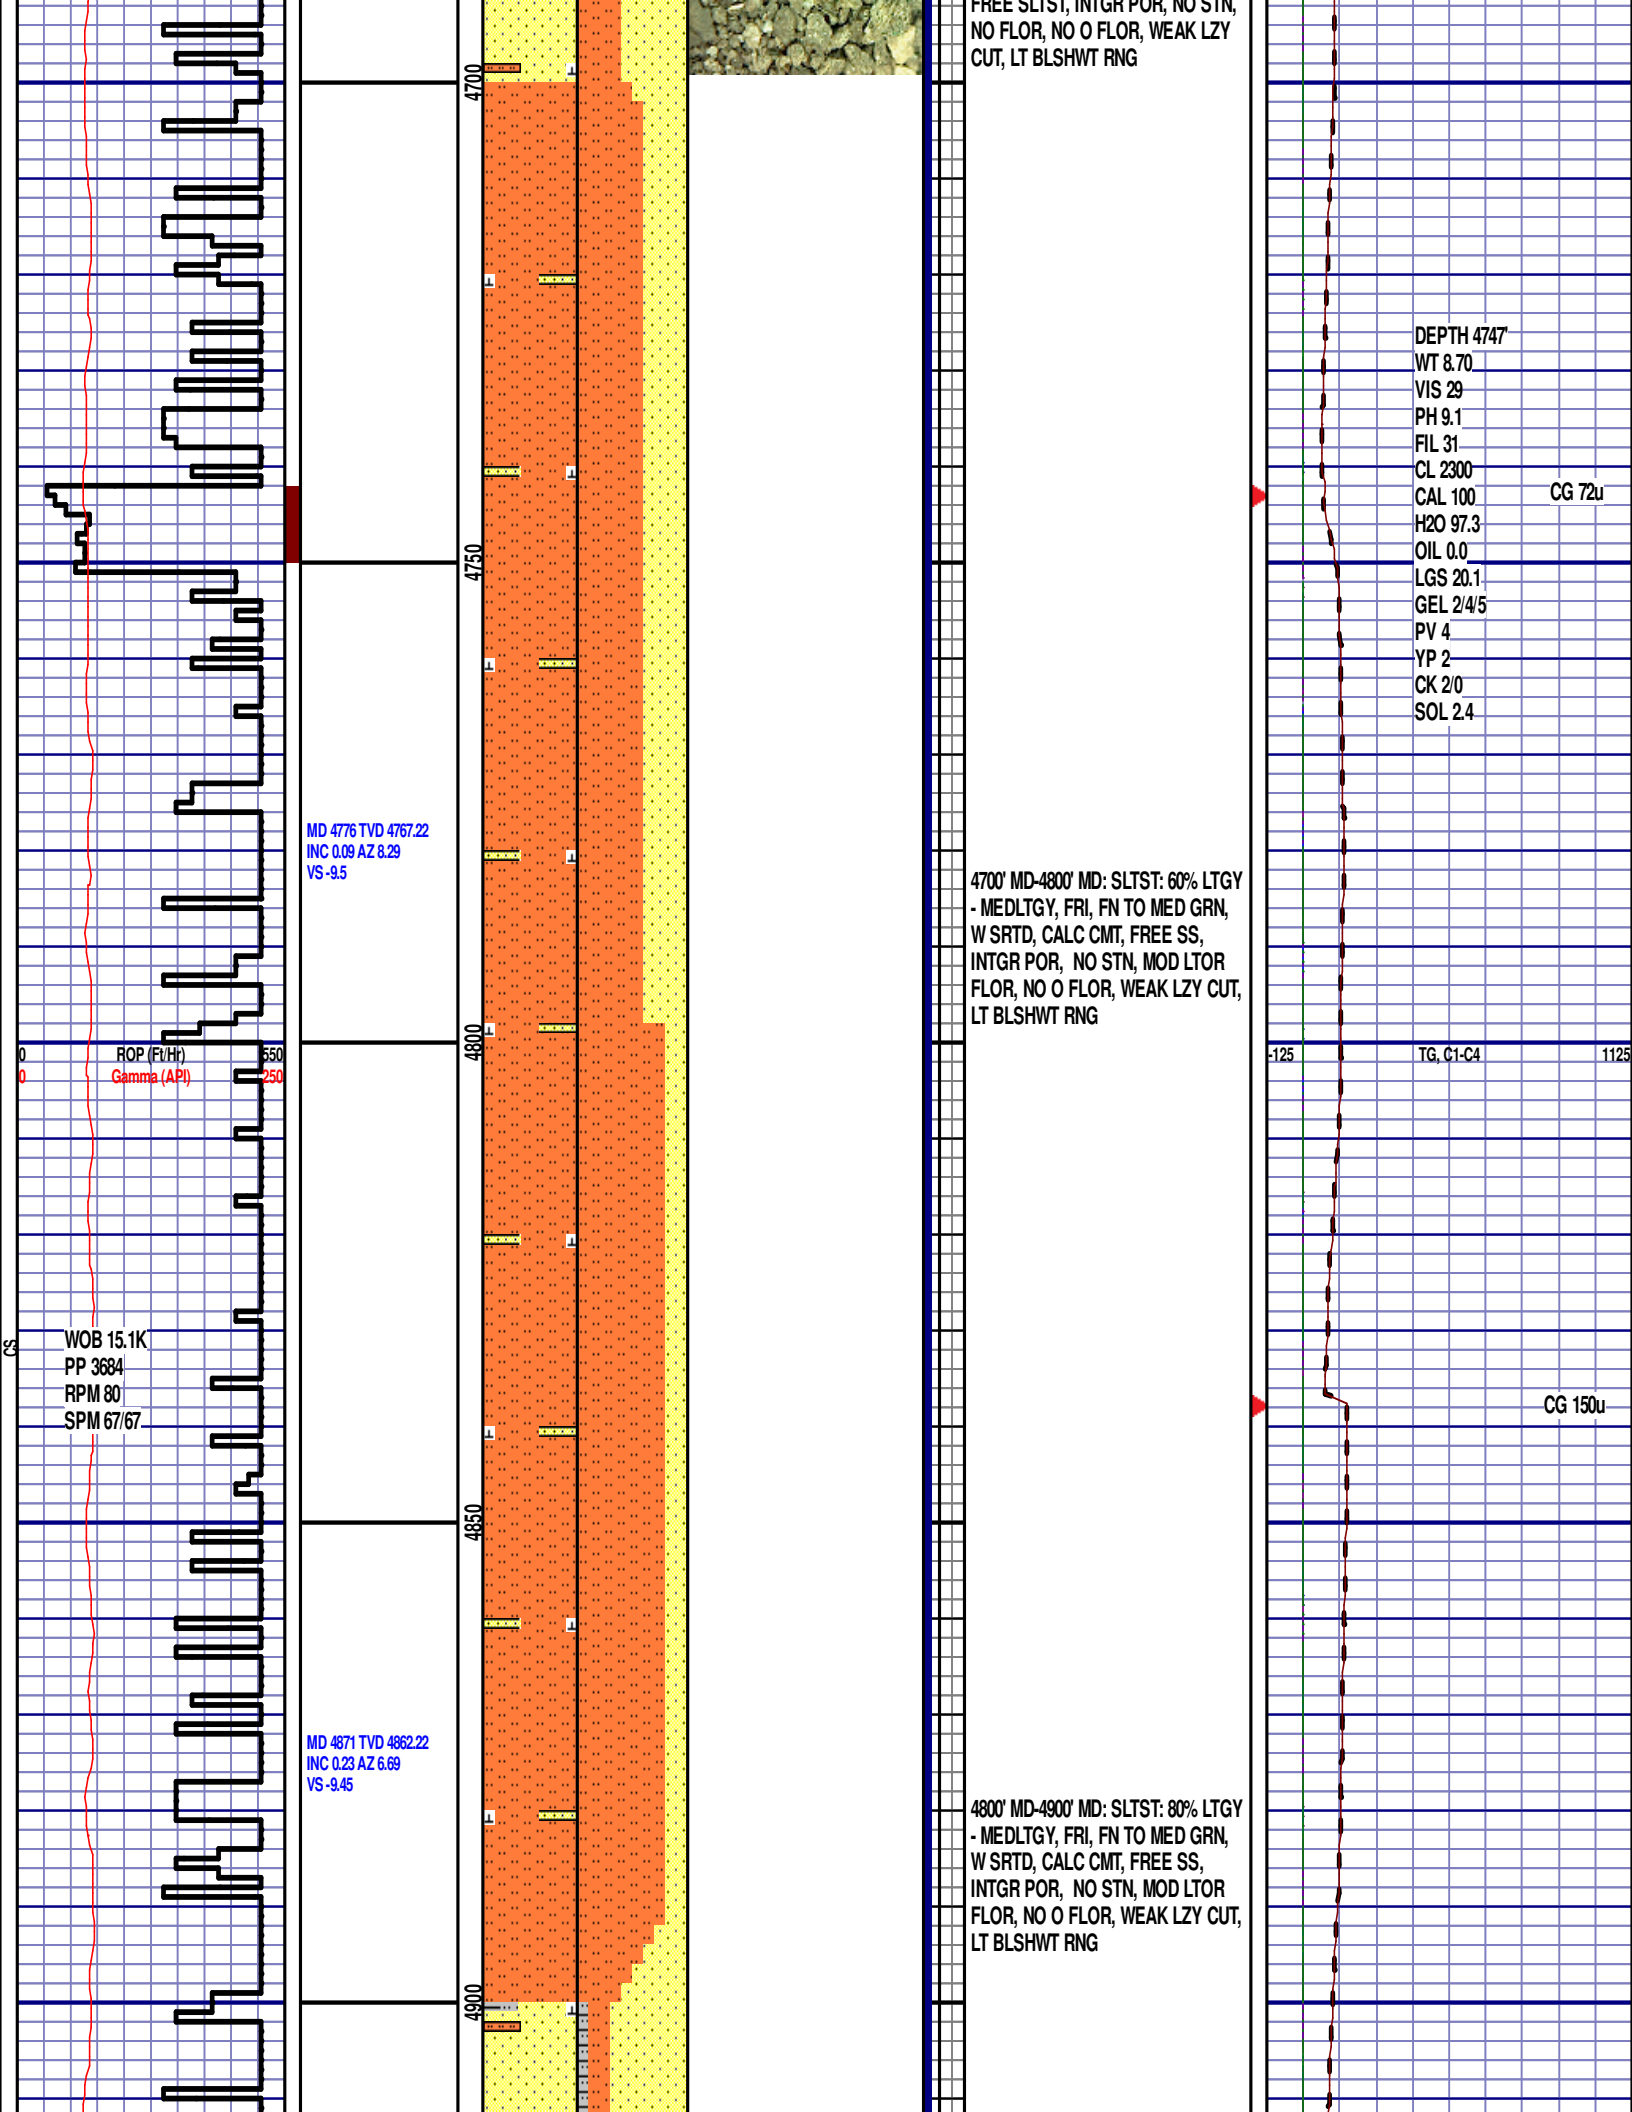 FREE SLTST, INTGR POR, NO STN,
NO FLOR, NO O FLOR, WEAK LZY
CUT, LT BLSHWT RNG
4700
DEPTH 4747'
WT 8.70
VIS 29
PH 9.1
FIL 31
CL 2300
CAL 100
H2O 97.3
OIL 0.0
LGS 20.1
GEL 2/4/5
PV 4
YP 2
CK 2/0
SOL 2.4
CG 72u
4750
MD 4776 TVD 4767.22
INC 0.09 AZ 8.29
VS -9.5
4700' MD-4800' MD: SLTST: 60% LTGY
- MEDLTGY, FRI, FN TO MED GRN,
W SRTD, CALC CMT, FREE SS,
INTGR POR, NO STN, MOD LTOR
FLOR, NO O FLOR, WEAK LZY CUT,
LT BLSHWT RNG
4800
0 ROP (Ft/Hr) 550
0 Gamma (API) 250
-125 TG, C1-C4 1125
CS
WOB 15.1K
PP 3684
RPM 80
SPM 67/67
CG 150u
4850
MD 4871 TVD 4862.22
INC 0.23 AZ 6.69
VS -9.45
4800' MD-4900' MD: SLTST: 80% LTGY
- MEDLTGY, FRI, FN TO MED GRN,
W SRTD, CALC CMT, FREE SS,
INTGR POR, NO STN, MOD LTOR
FLOR, NO O FLOR, WEAK LZY CUT,
LT BLSHWT RNG
4900